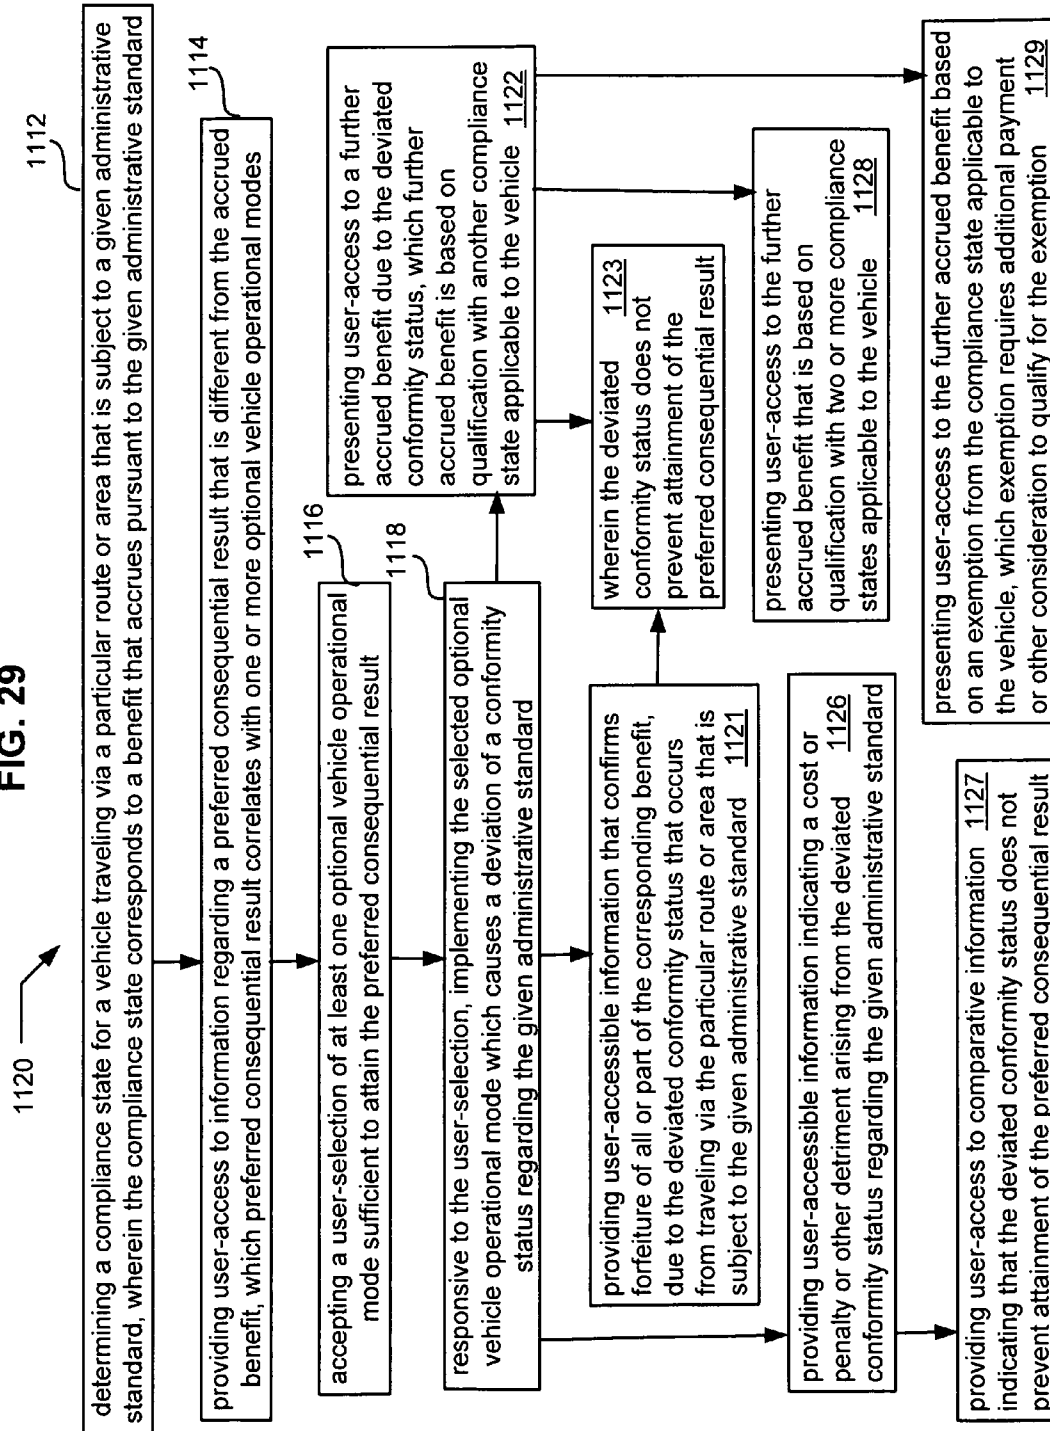 FIG. 29
1120
1112
determining a compliance state for a vehicle traveling via a particular route or area that is subject to a given administrative
standard, wherein the compliance state corresponds to a benefit that accrues pursuant to the given administrative standard
1114
providing user-access to information regarding a preferred consequential result that is different from the accrued
benefit, which preferred consequential result correlates with one or more optional vehicle operational modes
1116
accepting a user-selection of at least one optional vehicle operational
mode sufficient to attain the preferred consequential result
1118
responsive to the user-selection, implementing the selected optional
vehicle operational mode which causes a deviation of a conformity
status regarding the given administrative standard
presenting user-access to a further
accrued benefit due to the deviated
conformity status, which further
accrued benefit is based on
qualification with another compliance
state applicable to the vehicle 1122
providing user-accessible information that confirms
forfeiture of all or part of the corresponding benefit,
due to the deviated conformity status that occurs
from traveling via the particular route or area that is
subject to the given administrative standard 1121
wherein the deviated 1123
conformity status does not
prevent attainment of the
preferred consequential result
providing user-accessible information indicating a cost or
penalty or other detriment arising from the deviated 1126
conformity status regarding the given administrative standard
presenting user-access to the further
accrued benefit that is based on
qualification with two or more compliance
states applicable to the vehicle 1128
providing user-access to comparative information 1127
indicating that the deviated conformity status does not
prevent attainment of the preferred consequential result
presenting user-access to the further accrued benefit based
on an exemption from the compliance state applicable to
the vehicle, which exemption requires additional payment
or other consideration to qualify for the exemption 1129